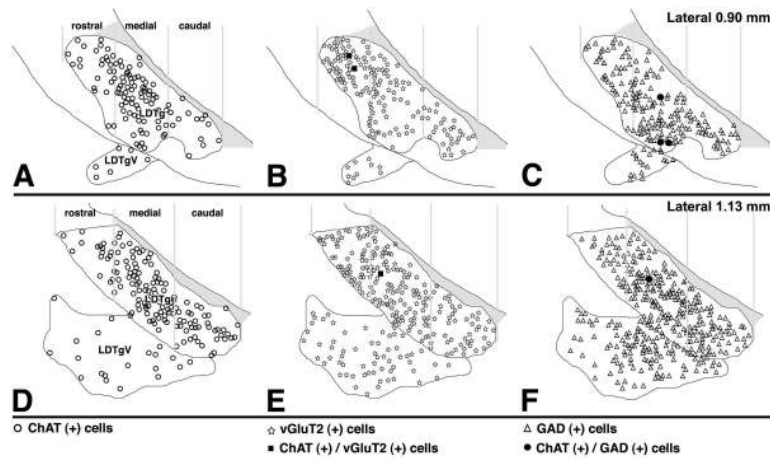 rostral medial caudal
Lateral 0.90 mm
LDTg
LDTgV
A B C
Lateral 1.13 mm
rostral medial caudal
LDTg
LDTgV
D E F
ChAT (+) cells
vGluT2 (+) cells
GAD (+) cells
ChAT (+) / vGluT2 (+) cells
ChAT (+) / GAD (+) cells